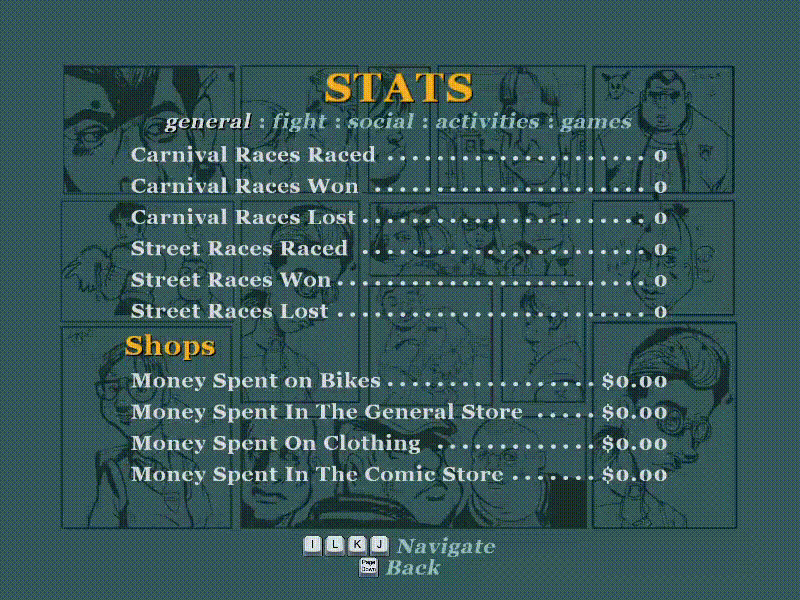 STATS
general : fight : social : activities : games
Carnival Races Raced ........................ 0
Carnival Races Won ......................... 0
Carnival Races Lost .......................... 0
Street Races Raced .......................... 0
Street Races Won ............................ 0
Street Races Lost ............................ 0
Shops
Money Spent on Bikes ................. $0.00
Money Spent In The General Store ..... $0.00
Money Spent On Clothing ............. $0.00
Money Spent In The Comic Store ....... $0.00
I L K J Navigate
Page Down Back